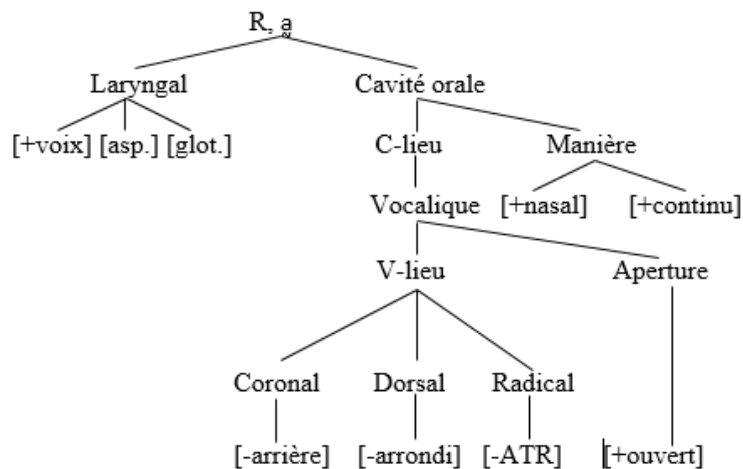 R, a̰
Laryngal Cavité orale
[+voix] [asp.] [glot.] C-lieu Manière
Vocalique [+nasal] [+continu]
V-lieu Aperture
Coronal Dorsal Radical
[-arrière] [-arrondi] [-ATR] [+ouvert]